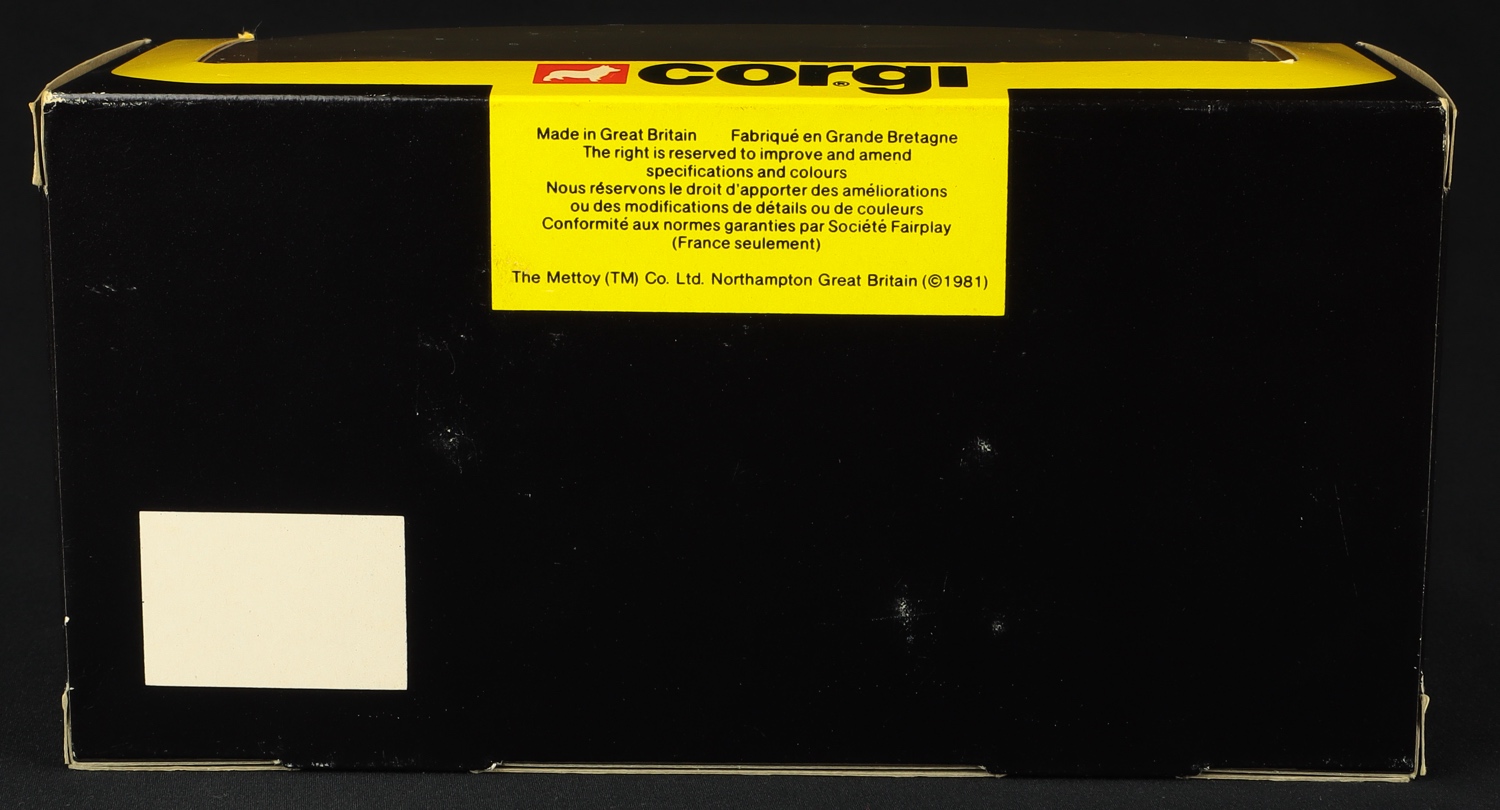 corgi®
Made in Great Britain Fabriqué en Grande Bretagne
The right is reserved to improve and amend
specifications and colours
Nous réservons le droit d'apporter des améliorations
ou des modifications de détails ou de couleurs
Conformité aux normes garanties par Société Fairplay
(France seulement)
The Mettoy (TM) Co. Ltd. Northampton Great Britain (©1981)